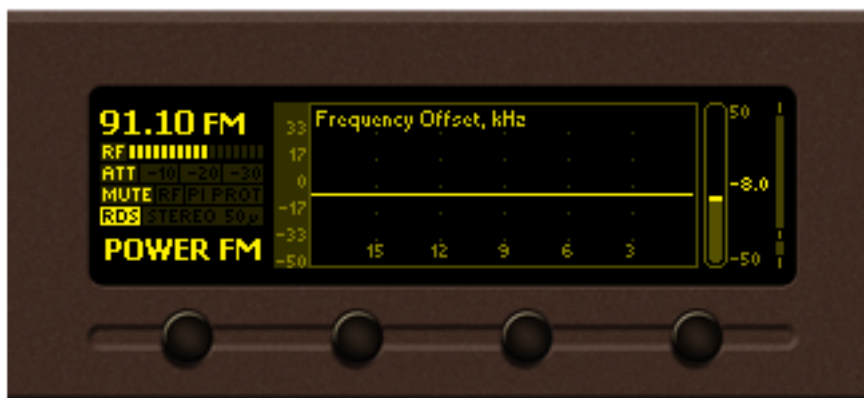 91.10 FM
RF
ATT -10 -20 -30
MUTE RF PI PROT
RDS STEREO 50μ
POWER FM
Frequency Offset, kHz
33
17
0
-17
-33
-50
15 12 9 6 3
50
-8.0
-50